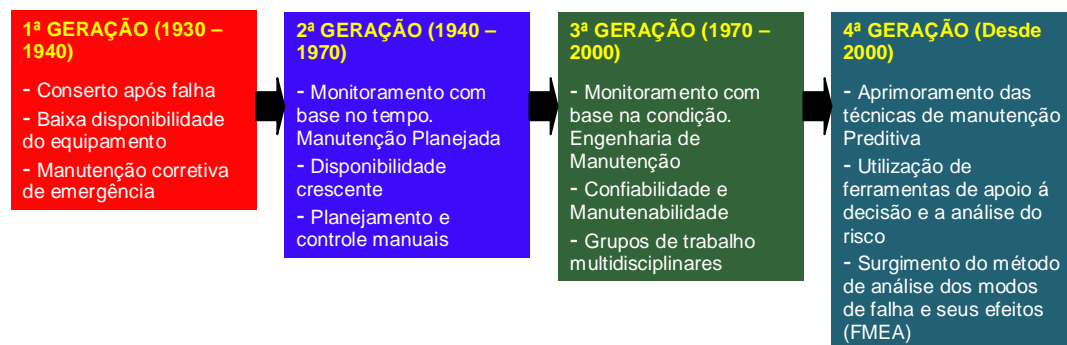 1ª GERAÇÃO (1930 –
1940)
- Conserto após falha
- Baixa disponibilidade
do equipamento
- Manutenção corretiva
de emergência
2ª GERAÇÃO (1940 –
1970)
- Monitoramento com
base no tempo.
Manutenção Planejada
- Disponibilidade
crescente
- Planejamento e
controle manuais
3ª GERAÇÃO (1970 –
2000)
- Monitoramento com
base na condição.
Engenharia de
Manutenção
- Confiabilidade e
Manutenabilidade
- Grupos de trabalho
multidisciplinares
4ª GERAÇÃO (Desde
2000)
- Aprimoramento das
técnicas de manutenção
Preditiva
- Utilização de
ferramentas de apoio á
decisão e a análise do
risco
- Surgimento do método
de análise dos modos
de falha e seus efeitos
(FMEA)